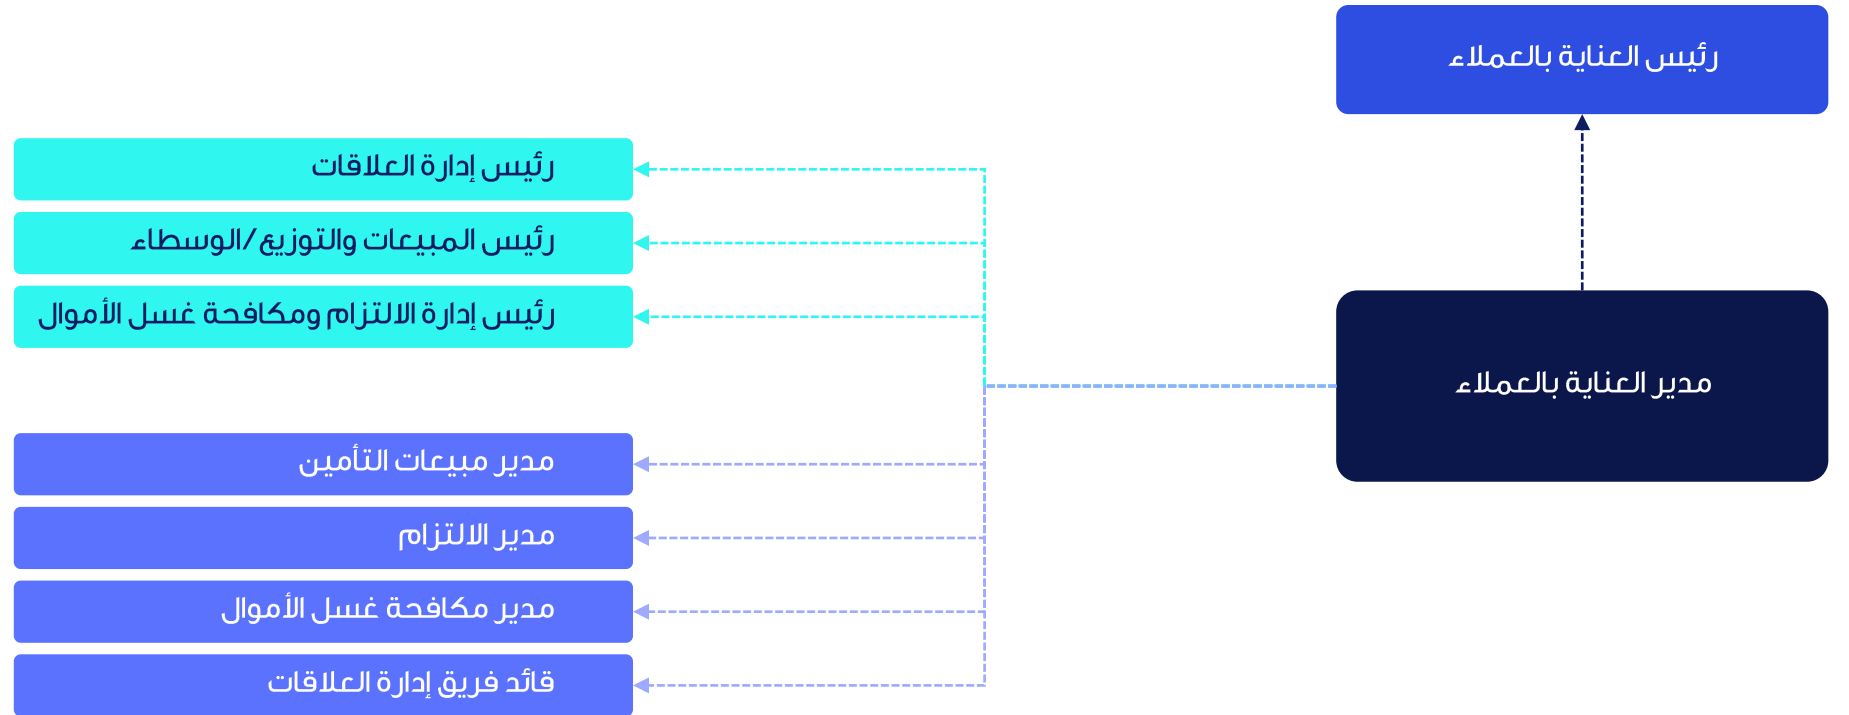 رئيس العناية بالعملاء
مدير العناية بالعملاء
رئيس إدارة العلاقات
رئيس المبيعات والتوزيع/الوسطاء
رئيس إدارة الالتزام ومكافحة غسل الأموال
مدير مبيعات التأمين
مدير الالتزام
مدير مكافحة غسل الأموال
قائد فريق إدارة العلاقات